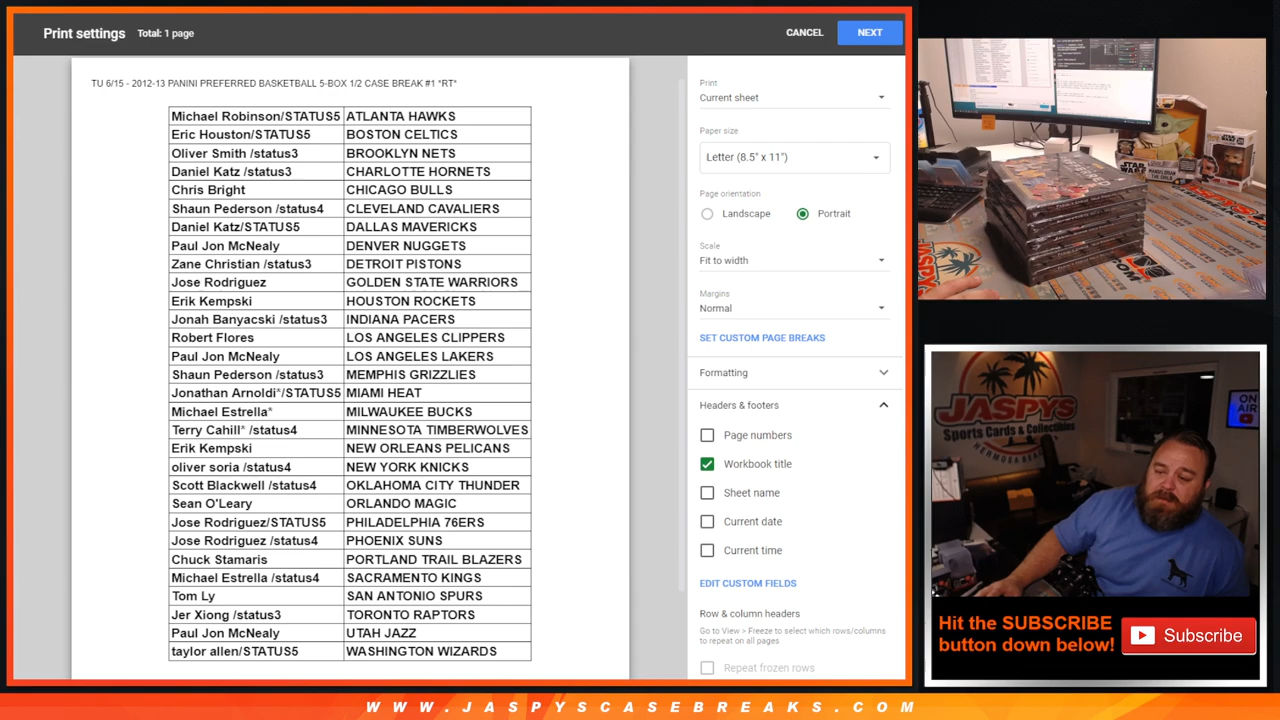 Print settings Total: 1 page CANCEL NEXT
TU 6/15 - 2012-13 PANINI PREFERRED BASKETBALL 5-BOX 1/2 CASE BREAK #1 *RT*
Michael Robinson/STATUS5 TLANTA HAWKS
Eric Houston/STATUS5 BOSTON CELTICS
Oliver Smith /status3 BROOKLYN NETS
Daniel Katz /status3 CHARLOTTE HORNETS
Chris Bright CHICAGO BULLS
Shaun Pederson /status4 CLEVELAND CAVALIERS
Daniel Katz/STATUS5 DALLAS MAVERICKS
Paul Jon McNealy DENVER NUGGETS
Zane Christian /status3 DETROIT PISTONS
Jose Rodriguez GOLDEN STATE WARRIORS
Erik Kempski HOUSTON ROCKETS
Jonah Banyacski /status3 INDIANA PACERS
Robert Flores LOS ANGELES CLIPPERS
Paul Jon McNealy LOS ANGELES LAKERS
Shaun Pederson /status3 MEMPHIS GRIZZLIES
Jonathan Arnoldi*/STATUS5 MIAMI HEAT
Michael Estrella* MILWAUKEE BUCKS
Terry Cahill* /status4 MINNESOTA TIMBERWOLVES
Erik Kempski NEW ORLEANS PELICANS
oliver soria /status4 NEW YORK KNICKS
Scott Blackwell /status4 OKLAHOMA CITY THUNDER
Sean O'Leary ORLANDO MAGIC
Jose Rodriguez/STATUS5 PHILADELPHIA 76ERS
Jose Rodriguez /status4 PHOENIX SUNS
Chuck Stamaris PORTLAND TRAIL BLAZERS
Michael Estrella /status4 SACRAMENTO KINGS
Tom Ly SAN ANTONIO SPURS
Jer Xiong /status3 TORONTO RAPTORS
Paul Jon McNealy UTAH JAZZ
taylor allen/STATUS5 WASHINGTON WIZARDS
Print
Current sheet
Paper size
Letter (8.5" x 11")
Page orientation
Landscape Portrait
Scale
Fit to width
Margins
Normal
SET CUSTOM PAGE BREAKS
Formatting
Headers & footers
Page numbers
Workbook title
Sheet name
Current date
Current time
EDIT CUSTOM FIELDS
Row & column headers
Go to View > Freeze to select which rows/columns
to repeat on all pages
Repeat frozen rows
STAR WARS
JASPYS
Sports Cards & Collectibles
HERMOSA BEACH
ON
AIR
Hit the SUBSCRIBE
button down below!
Subscribe
WWW.JASPYSCASEBREAKS.COM